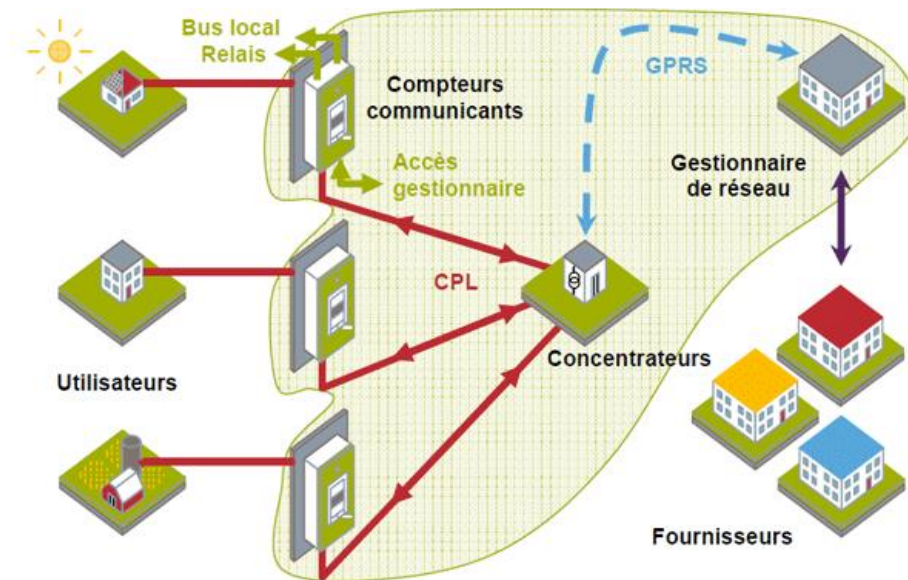 Bus local
Relais
GPRS
Compteurs
communicants
Accès
gestionnaire
Gestionnaire
de réseau
CPL
Concentrateurs
Utilisateurs
Fournisseurs